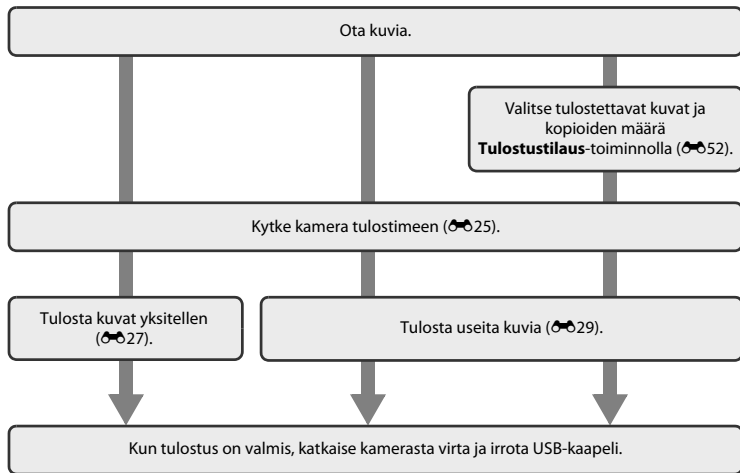 Ota kuvia.
Valitse tulostettavat kuvat ja
kopioiden määrä
Tulostustilaus-toiminnolla (52).
Kytke kamera tulostimeen (25).
Tulosta kuvat yksitellen
(27).
Tulosta useita kuvia (29).
Kun tulostus on valmis, katkaise kamerasta virta ja irrota USB-kaapeli.